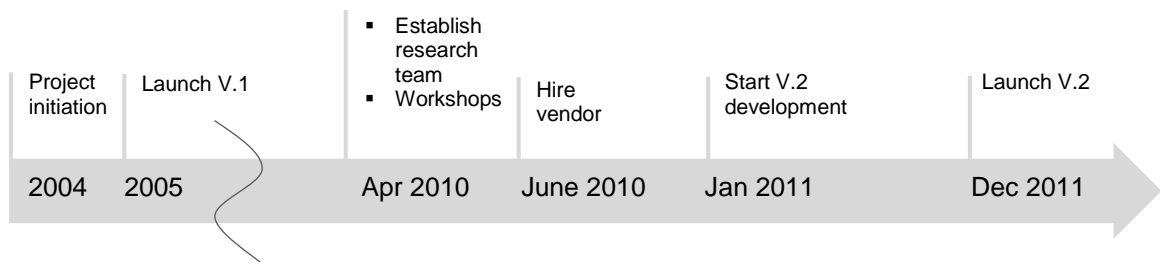 ▪ Establish
research
team
▪ Workshops
Project
initiation
Launch V.1
Hire
vendor
Start V.2
development
Launch V.2
2004 2005 Apr 2010 June 2010 Jan 2011 Dec 2011